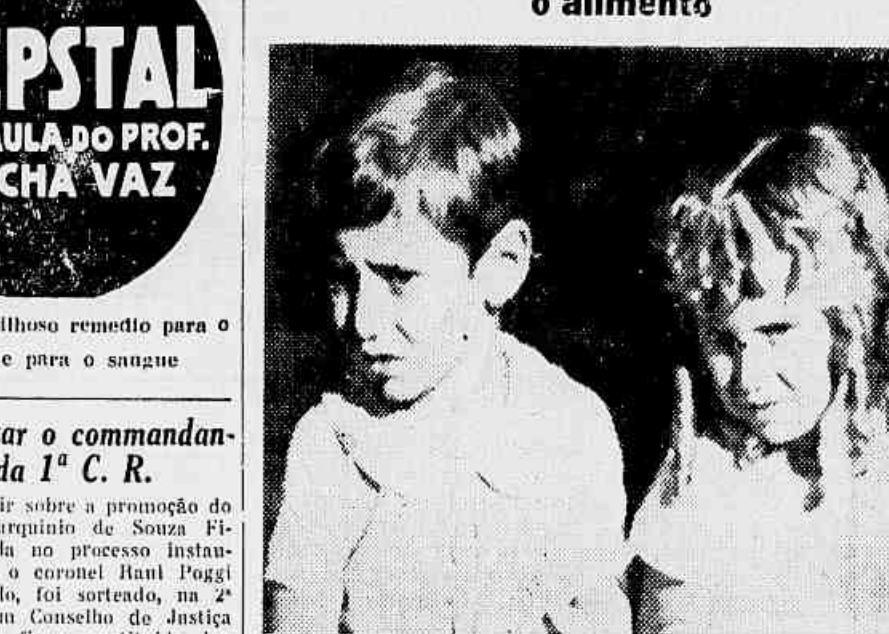 EPSTAL
AULA DO PROF.
CHA VAZ
ilhoso remedio para o
e para o sangue
ar o commandan-
da 1ª C. R.
ir sobre a promoção do
arquinio de Souza Fi-
da no processo instau-
o coronel Raul Poggi
do, foi sorteado, na 2ª
m Conselho de Justiça
o alimento